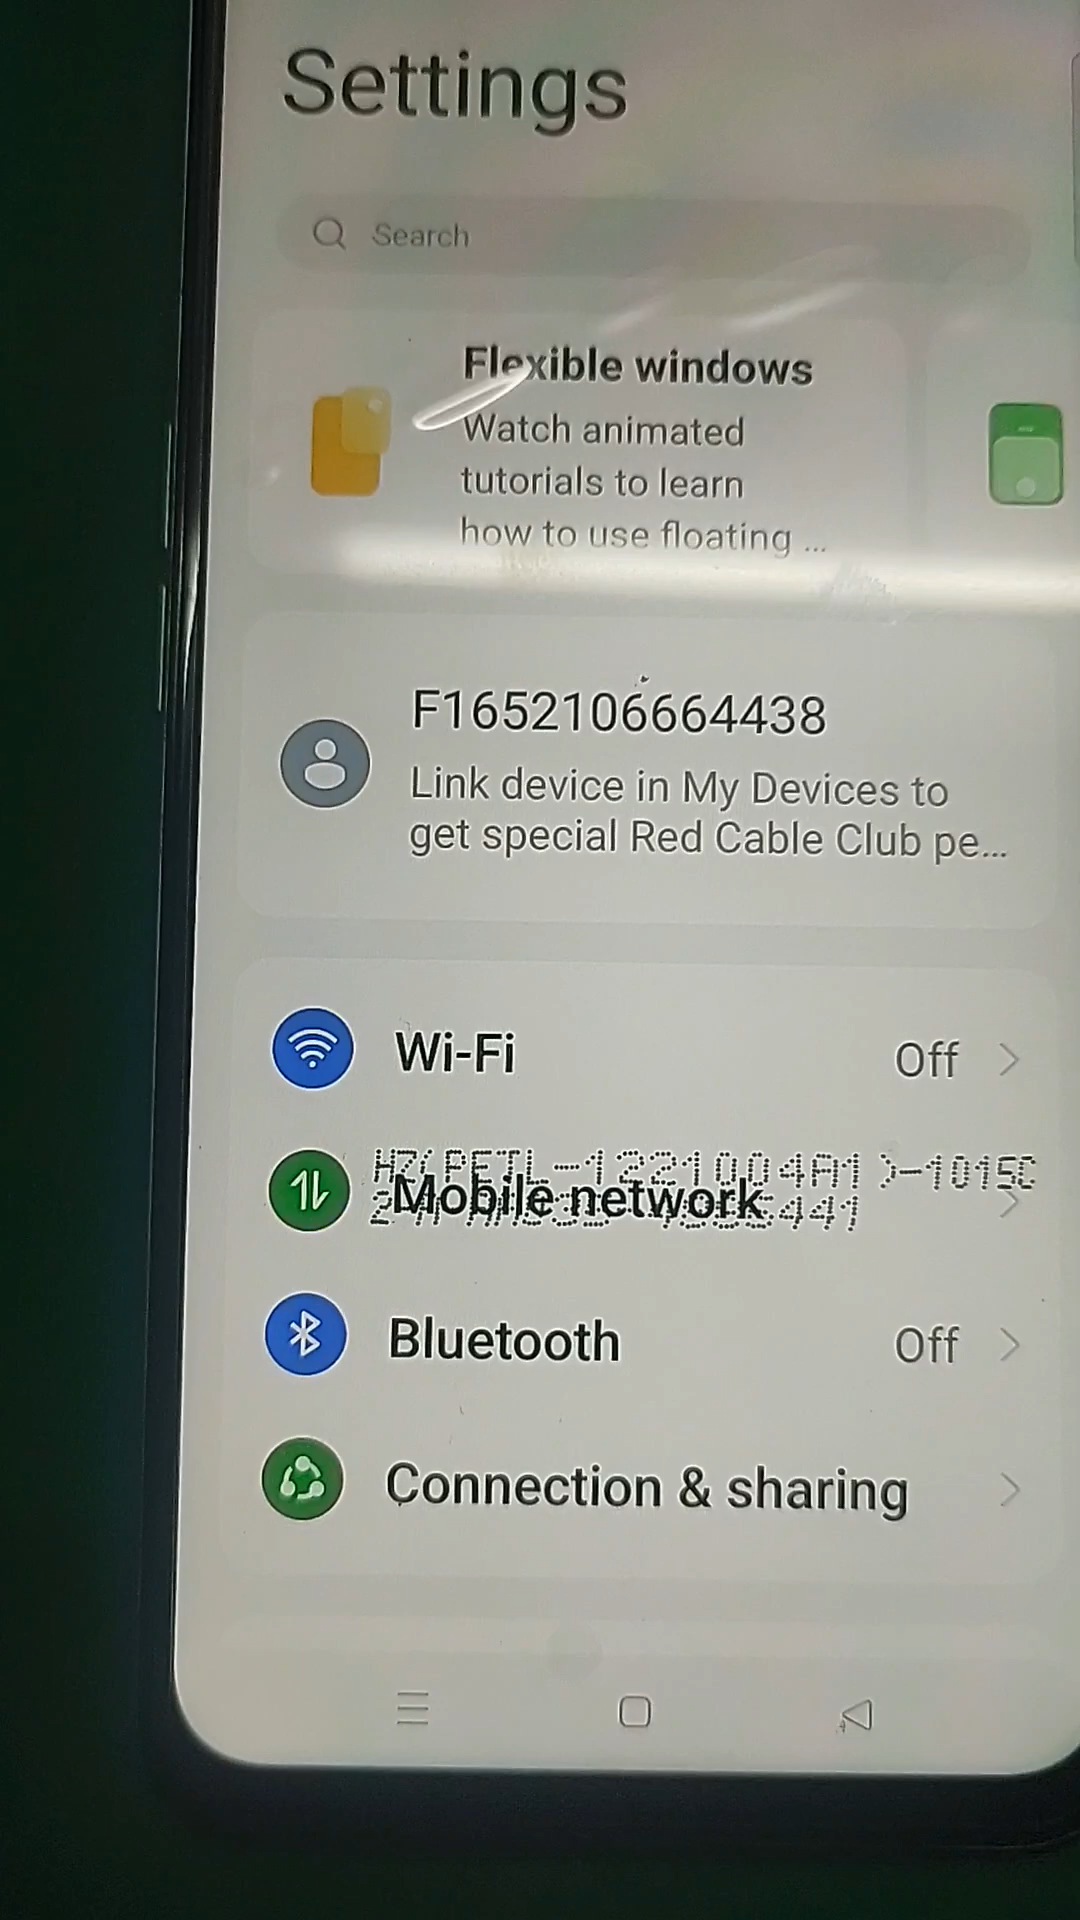 Settings
Search
Flexible windows
Watch animated
tutorials to learn
how to use floating ...
F1652106664438
Link device in My Devices to
get special Red Cable Club pe...
Wi-Fi
Off
Mobile network
Bluetooth
Off
Connection & sharing